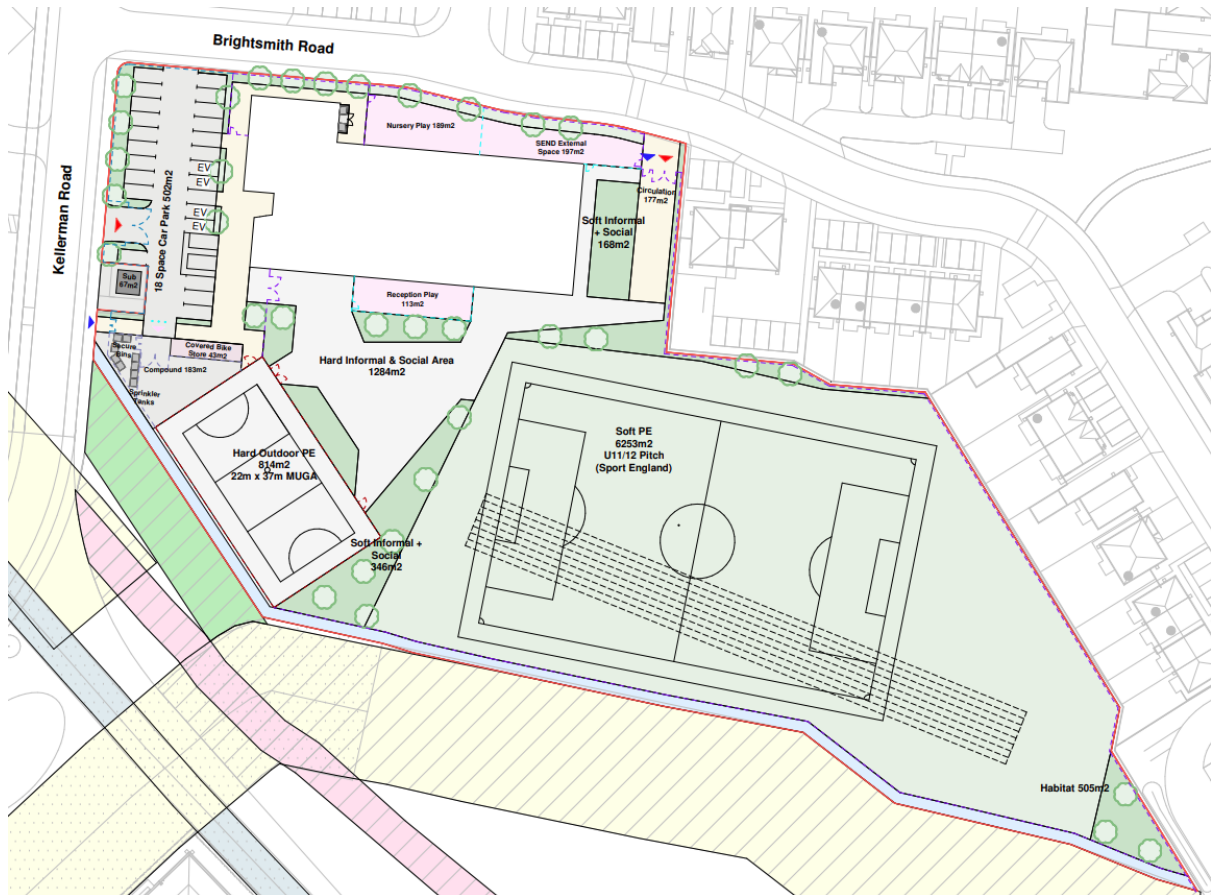 Brightsmith Road
Kellerman Road
18 Space Car Park 502m2
EV
EV
EV
EV
Sub
67m2
Nursery Play 189m2
SEND External
Space 197m2
Circulation
177m2
Soft Informal
+ Social
168m2
Reception Play
113m2
Covered Bike
Store 43m2
Secure
Bins
Compound 183m2
Sprinkler
Tanks
Hard Informal & Social Area
1284m2
Hard Outdoor PE
814m2
22m x 37m MUGA
Soft PE
6253m2
U11/12 Pitch
(Sport England)
Soft Informal +
Social
346m2
Habitat 505m2